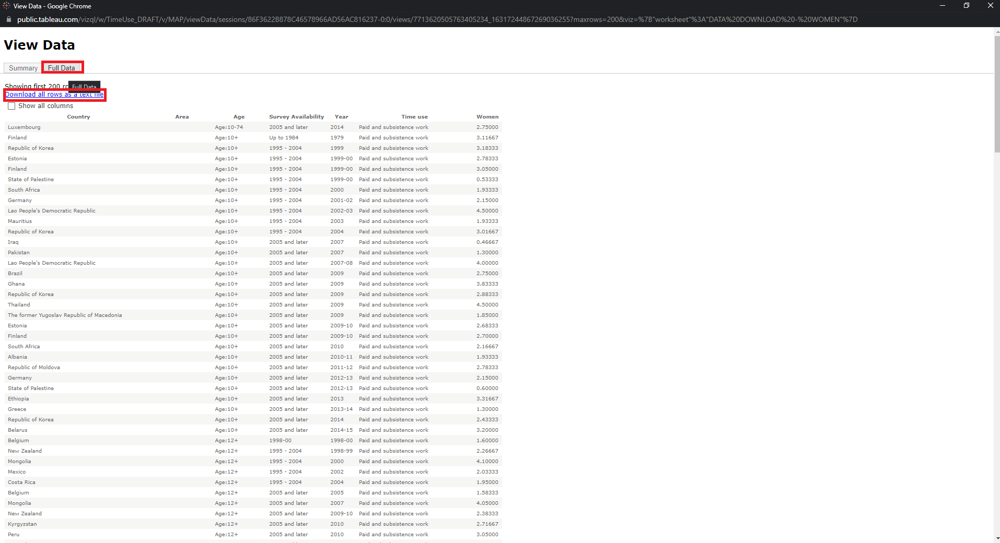 View Data - Google Chrome
public.tableau.com/vizql/w/TimeUse_DRAFT/v/MAP/viewData/sessions/86F3622B878C46578966AD56AC816237-0:0/views/7713620505763405234_16317244867269036255?maxrows=200&viz=%7B"worksheet"%3A"DATA%20DOWNLOAD%20-%20WOMEN"%7D
View Data
Summary Full Data
Showing first 200 ro
Full Data
Download all rows as a text file
Show all columns
Country Area Age Survey Availability Year Time use Women
Luxembourg Age:10-74 2005 and later 2014 Paid and subsistence work 2.75000
Finland Age:10+ Up to 1984 1979 Paid and subsistence work 3.11667
Republic of Korea Age:10+ 1995 - 2004 1999 Paid and subsistence work 3.18333
Estonia Age:10+ 1995 - 2004 1999-00 Paid and subsistence work 2.78333
Finland Age:10+ 1995 - 2004 1999-00 Paid and subsistence work 3.05000
State of Palestine Age:10+ 1995 - 2004 1999-00 Paid and subsistence work 0.53333
South Africa Age:10+ 1995 - 2004 2000 Paid and subsistence work 1.93333
Germany Age:10+ 1995 - 2004 2001-02 Paid and subsistence work 2.15000
Lao People's Democratic Republic Age:10+ 1995 - 2004 2002-03 Paid and subsistence work 4.50000
Mauritius Age:10+ 1995 - 2004 2003 Paid and subsistence work 1.93333
Republic of Korea Age:10+ 1995 - 2004 2004 Paid and subsistence work 3.01667
Iraq Age:10+ 2005 and later 2007 Paid and subsistence work 0.46667
Pakistan Age:10+ 2005 and later 2007 Paid and subsistence work 1.30000
Lao People's Democratic Republic Age:10+ 2005 and later 2007-08 Paid and subsistence work 4.00000
Brazil Age:10+ 2005 and later 2009 Paid and subsistence work 2.75000
Ghana Age:10+ 2005 and later 2009 Paid and subsistence work 3.83333
Republic of Korea Age:10+ 2005 and later 2009 Paid and subsistence work 2.88333
Thailand Age:10+ 2005 and later 2009 Paid and subsistence work 4.50000
The former Yugoslav Republic of Macedonia Age:10+ 2005 and later 2009 Paid and subsistence work 1.85000
Estonia Age:10+ 2005 and later 2009-10 Paid and subsistence work 2.68333
Finland Age:10+ 2005 and later 2009-10 Paid and subsistence work 2.70000
South Africa Age:10+ 2005 and later 2010 Paid and subsistence work 2.16667
Albania Age:10+ 2005 and later 2010-11 Paid and subsistence work 1.93333
Republic of Moldova Age:10+ 2005 and later 2011-12 Paid and subsistence work 2.78333
Germany Age:10+ 2005 and later 2012-13 Paid and subsistence work 2.15000
State of Palestine Age:10+ 2005 and later 2012-13 Paid and subsistence work 0.60000
Ethiopia Age:10+ 2005 and later 2013 Paid and subsistence work 3.31667
Greece Age:10+ 2005 and later 2013-14 Paid and subsistence work 1.30000
Republic of Korea Age:10+ 2005 and later 2014 Paid and subsistence work 2.43333
Belarus Age:10+ 2005 and later 2014-15 Paid and subsistence work 3.20000
Belgium Age:12+ 1998-00 1998-00 Paid and subsistence work 1.60000
New Zealand Age:12+ 1995 - 2004 1998-99 Paid and subsistence work 2.26667
Mongolia Age:12+ 1995 - 2004 2000 Paid and subsistence work 4.10000
Mexico Age:12+ 1995 - 2004 2002 Paid and subsistence work 2.03333
Costa Rica Age:12+ 1995 - 2004 2004 Paid and subsistence work 1.95000
Belgium Age:12+ 2005 and later 2005 Paid and subsistence work 1.58333
Mongolia Age:12+ 2005 and later 2007 Paid and subsistence work 4.05000
New Zealand Age:12+ 2005 and later 2009-10 Paid and subsistence work 2.38333
Kyrgyzstan Age:12+ 2005 and later 2010 Paid and subsistence work 2.71667
Peru Age:12+ 2005 and later 2010 Paid and subsistence work 3.05000